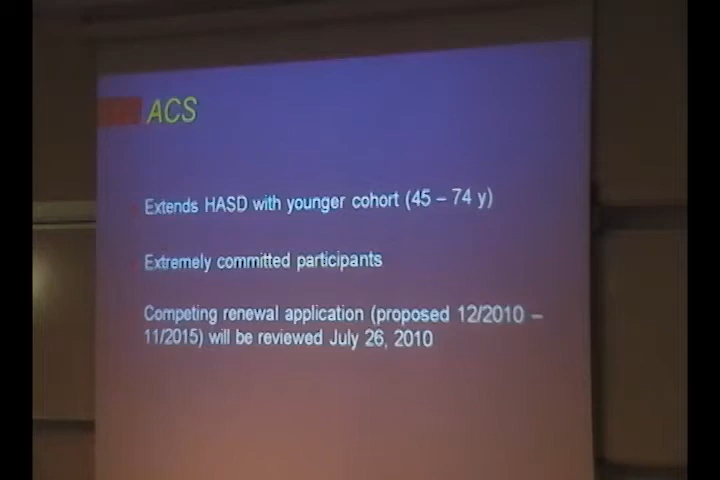 ACS
Extends HASD with younger cohort (45 – 74 y)
Extremely committed participants
Competing renewal application (proposed 12/2010 –
11/2015) will be reviewed July 26, 2010